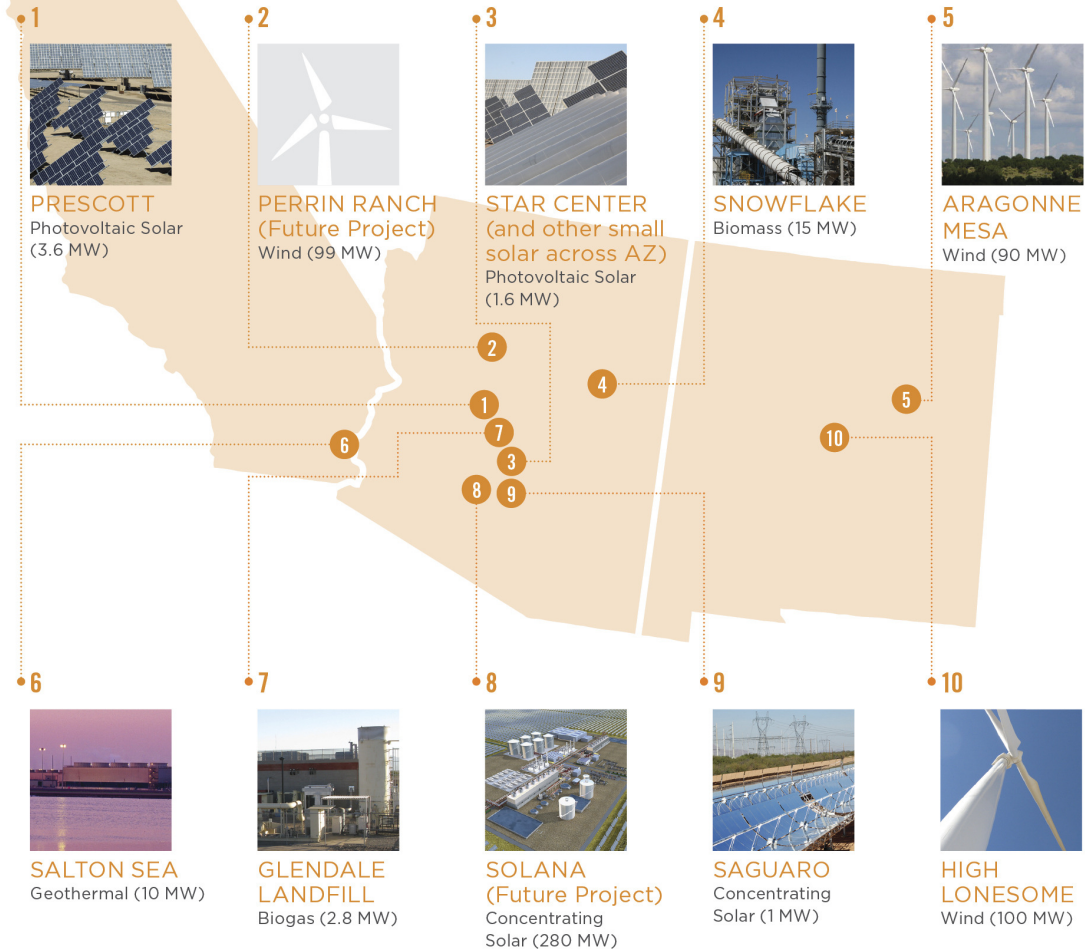 1
PRESCOTT
Photovoltaic Solar
(3.6 MW)
2
PERRIN RANCH
(Future Project)
Wind (99 MW)
3
STAR CENTER
(and other small
solar across AZ)
Photovoltaic Solar
(1.6 MW)
4
SNOWFLAKE
Biomass (15 MW)
5
ARAGONNE
MESA
Wind (90 MW)
2
4
1
5
7
10
6
3
8
9
6
SALTON SEA
Geothermal (10 MW)
7
GLENDALE
LANDFILL
Biogas (2.8 MW)
8
SOLANA
(Future Project)
Concentrating
Solar (280 MW)
9
SAGUARO
Concentrating
Solar (1 MW)
10
HIGH
LONESOME
Wind (100 MW)